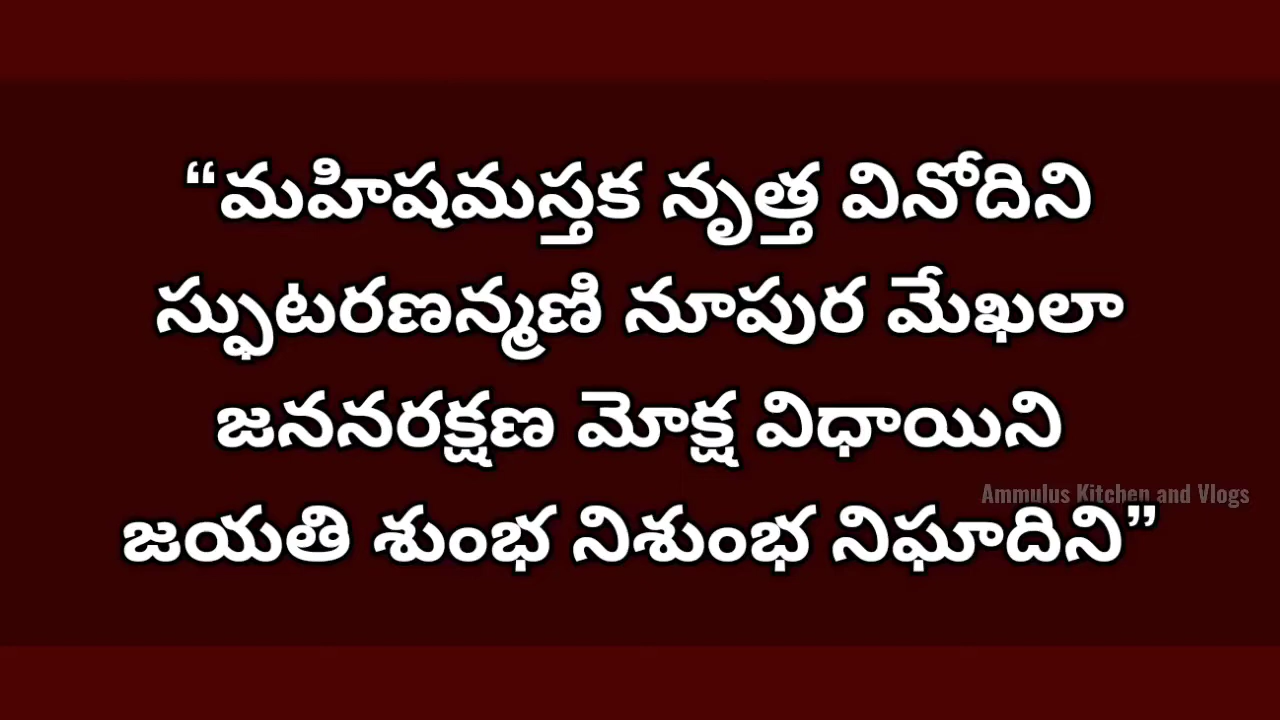 “మహిషమస్తక నృత్త వినోదిని
స్ఫుటరణన్మణి నూపుర మేఖలా
జననరక్షణ మోక్ష విధాయిని
Ammulus Kitchen and Vlogs
జయతి శుంభ నిశుంభ నిఘాదిని”